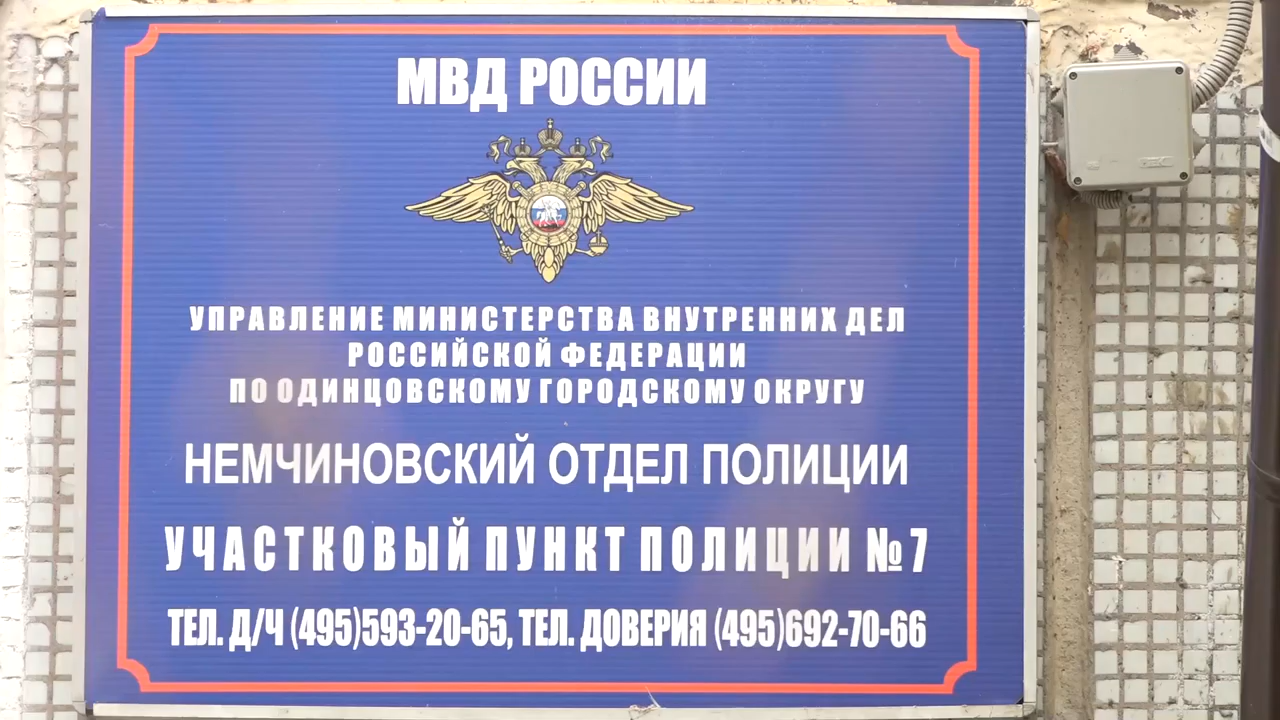 МВД РОССИИ
УПРАВЛЕНИЕ МИНИСТЕРСТВА ВНУТРЕННИХ ДЕЛ
РОССИЙСКОЙ ФЕДЕРАЦИИ
ПО ОДИНЦОВСКОМУ ГОРОДСКОМУ ОКРУГУ
НЕМЧИНОВСКИЙ ОТДЕЛ ПОЛИЦИИ
УЧАСТКОВЫЙ ПУНКТ ПОЛИЦИИ № 7
ТЕЛ. Д/Ч (495)593-20-65, ТЕЛ. ДОВЕРИЯ (495)692-70-66